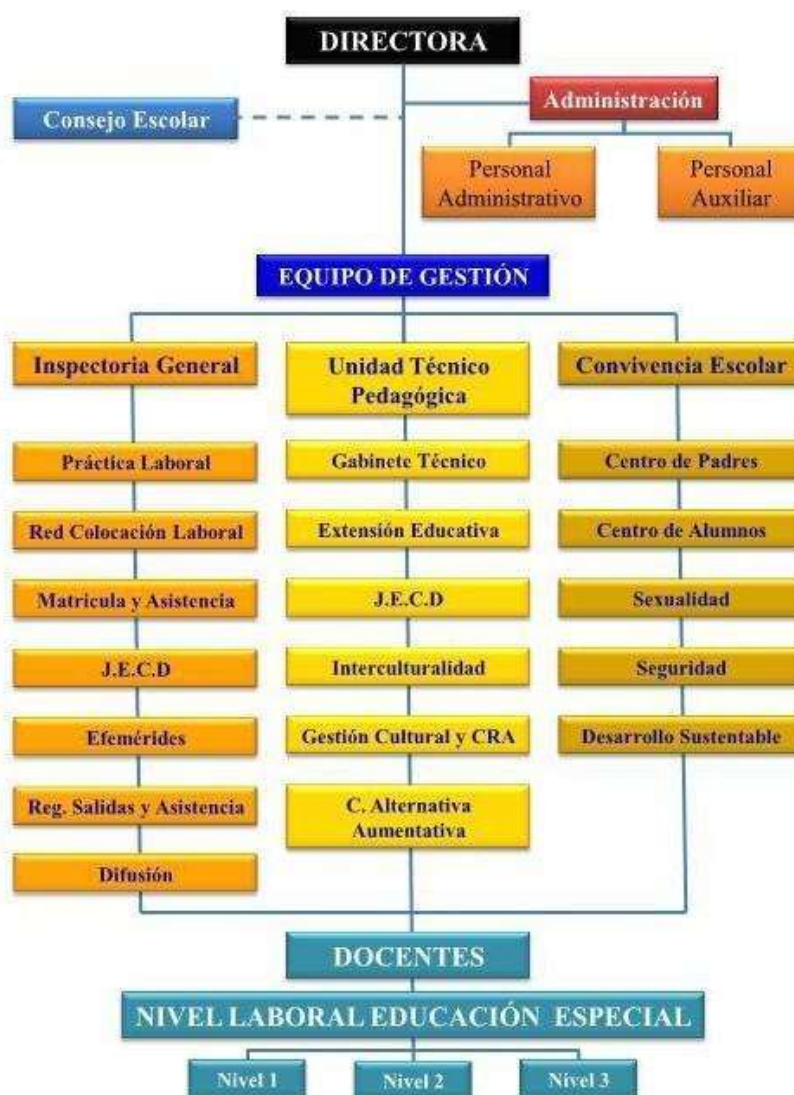 DIRECTORA
Consejo Escolar
Administración
Personal
Administrativo
Personal
Auxiliar
EQUIPO DE GESTIÓN
Inspectoria General
Unidad Técnico
Pedagógica
Convivencia Escolar
Práctica Laboral
Gabinete Técnico
Centro de Padres
Red Colocación Laboral
Extensión Educativa
Centro de Alumnos
Matricula y Asistencia
J.E.C.D
Sexualidad
J.E.C.D
Interculturalidad
Seguridad
Efemérides
Gestión Cultural y CRA
Desarrollo Sustentable
Reg. Salidas y Asistencia
C. Alternativa
Aumentativa
Difusión
DOCENTES
NIVEL LABORAL EDUCACIÓN ESPECIAL
Nivel 1
Nivel 2
Nivel 3